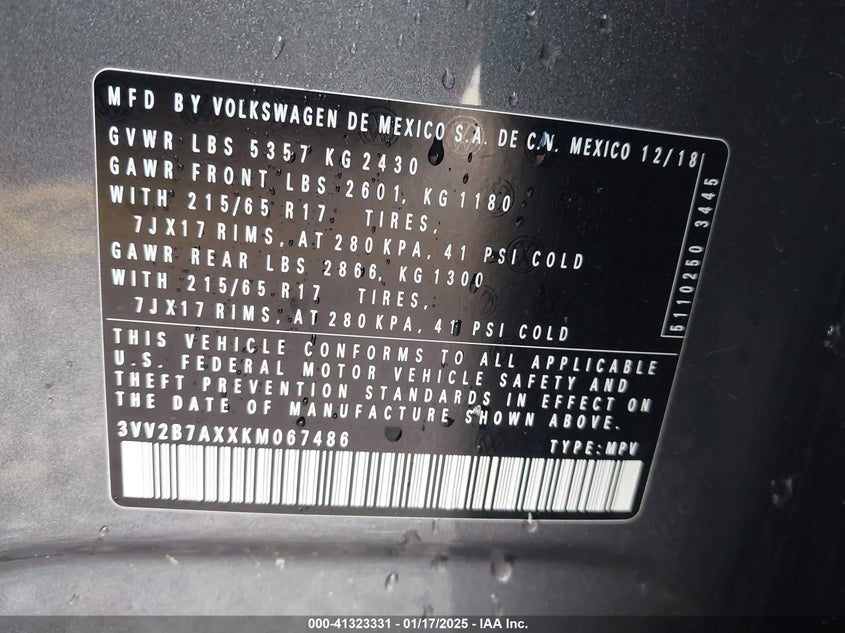 MFD BY VOLKSWAGEN DE MEXICO S.A. DE C.V. MEXICO 12/18
GVWR LBS 5357 KG 2430
GAWR FRONT LBS 2601, KG 1180
WITH 215/65 R17 TIRES,
7JX17 RIMS, AT 280 KPA, 41 PSI COLD
GAWR REAR LBS 2866, KG 1300
WITH 215/65 R17 TIRES,
7JX17 RIMS, AT 280 KPA, 41 PSI COLD
5110250 3445
THIS VEHICLE CONFORMS TO ALL APPLICABLE
U.S. FEDERAL MOTOR VEHICLE SAFETY AND
THEFT PREVENTION STANDARDS IN EFFECT ON
THE DATE OF MANUFACTURE SHOWN ABOVE.
3VV2B7AXXKM067486 TYPE: MPV
000-41323331 — 01/17/2025 — IAA Inc.